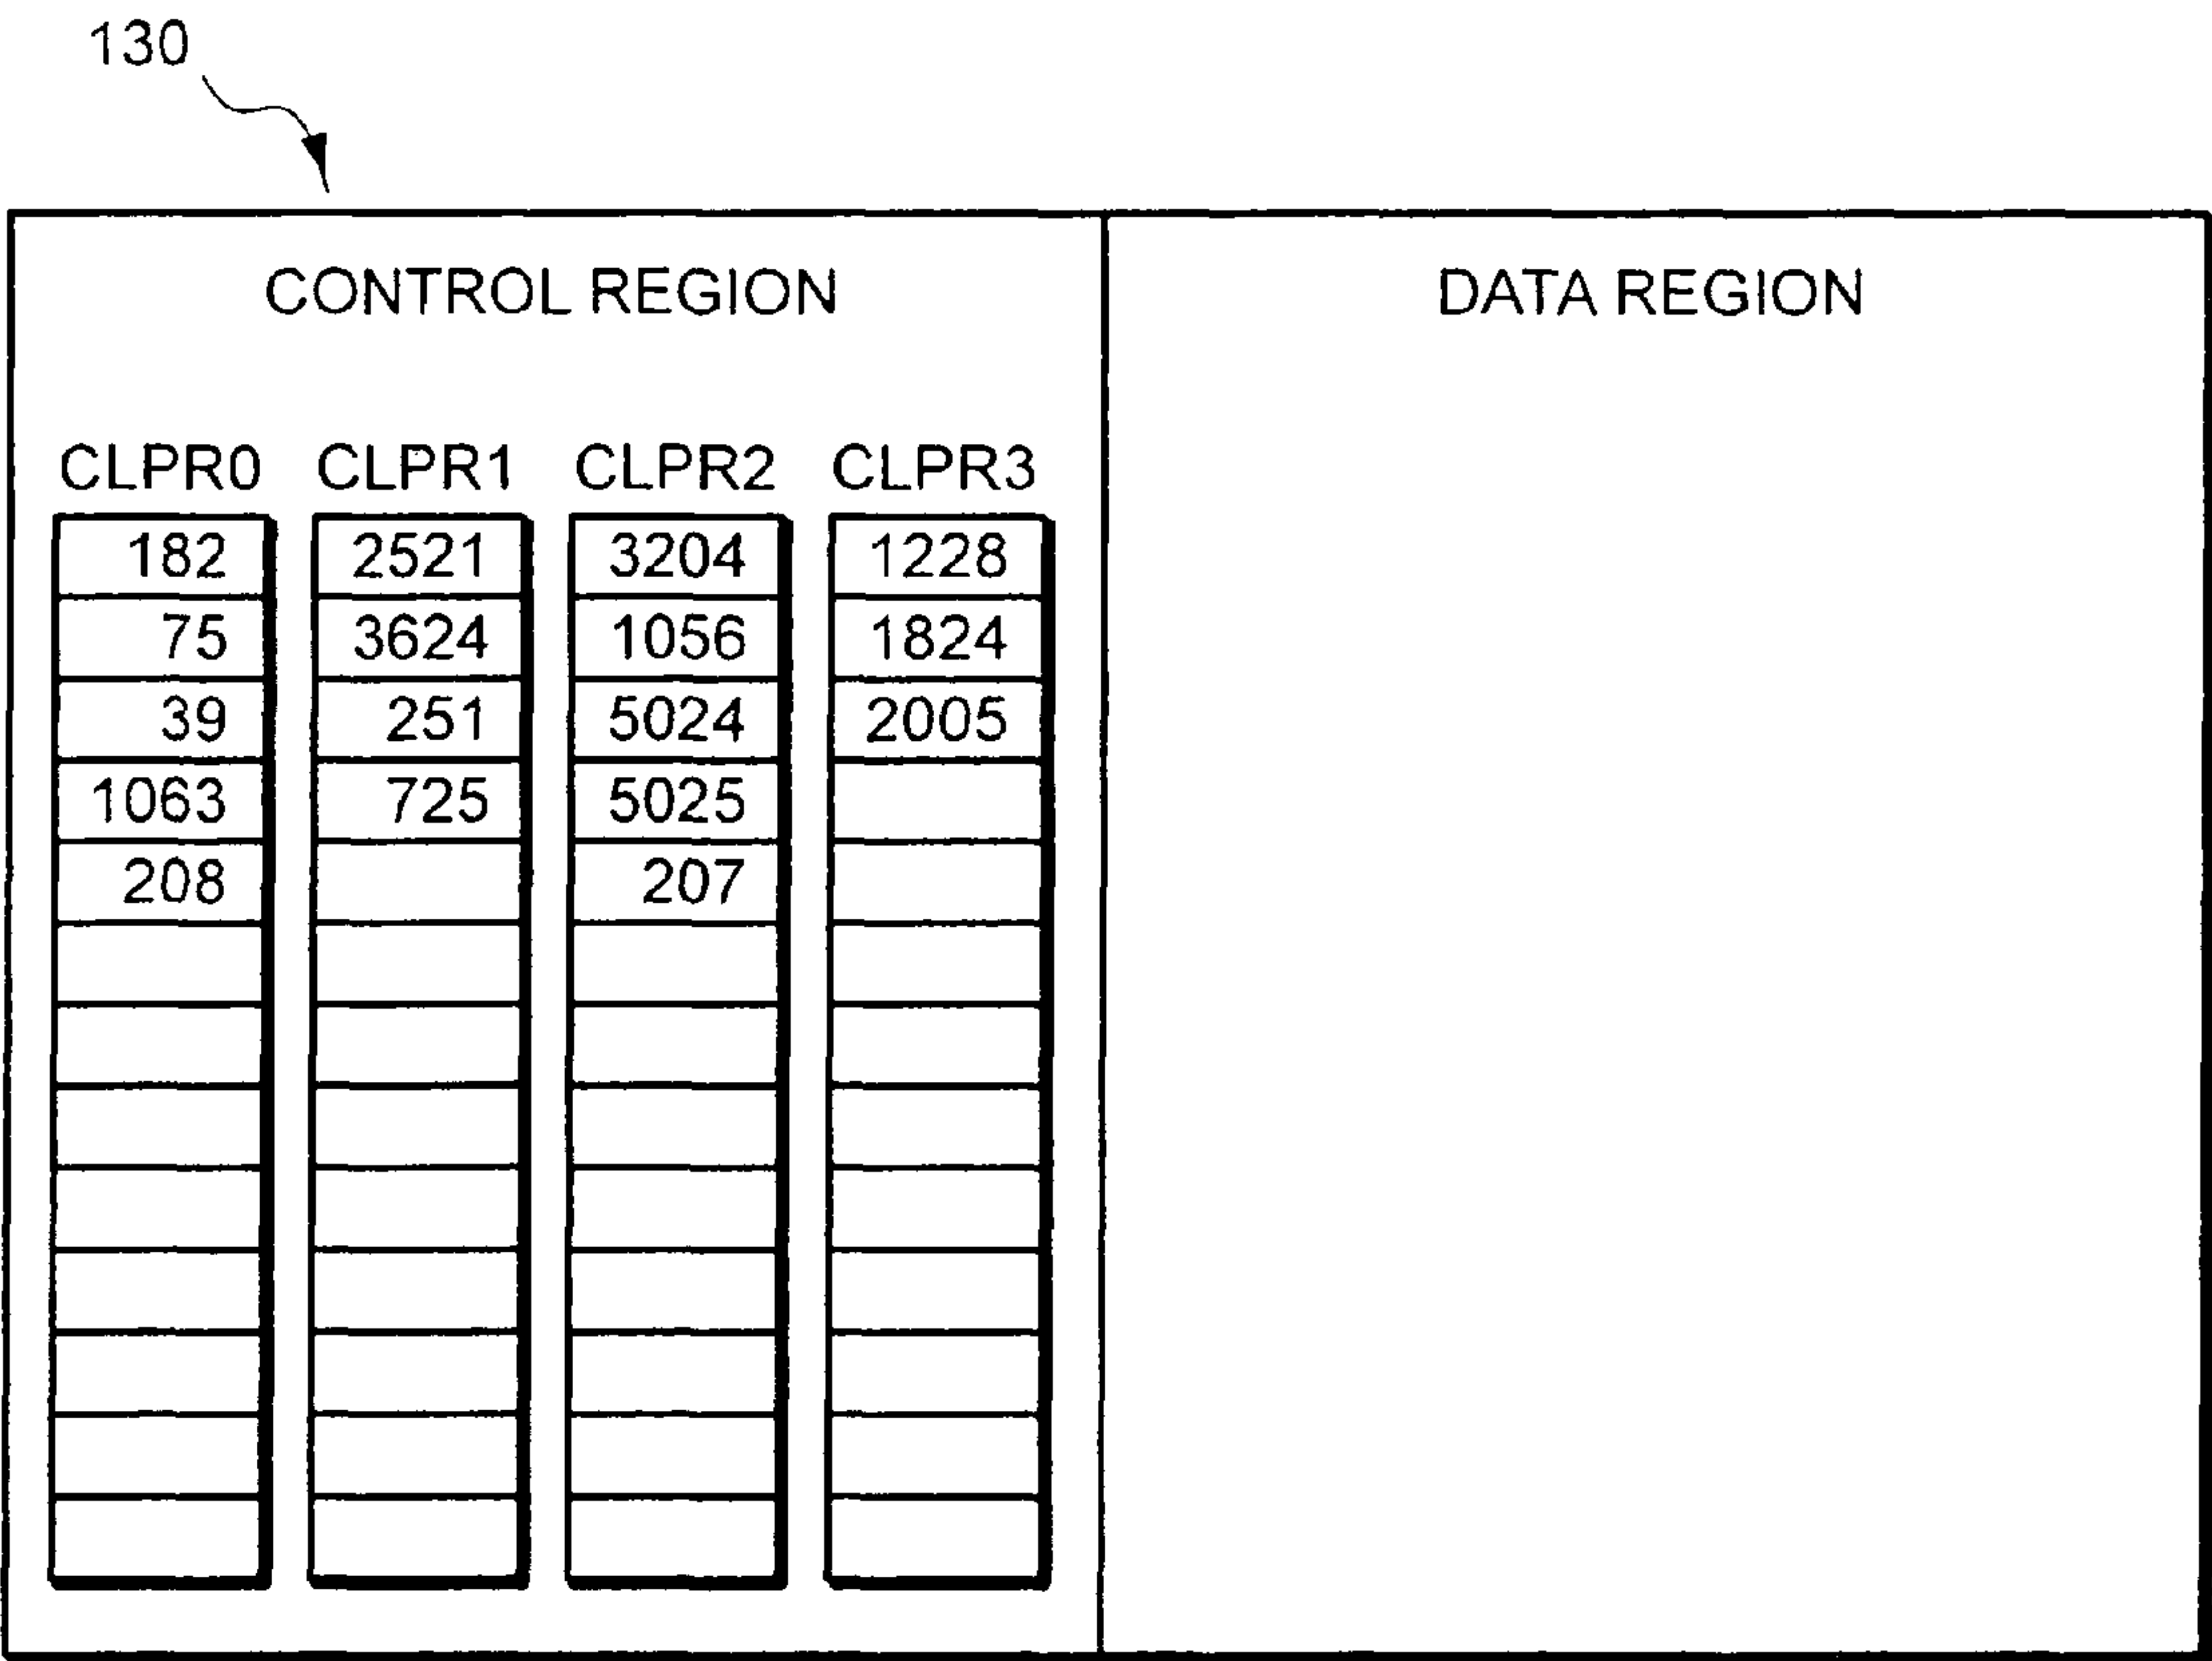 130
CONTROL REGION DATA REGION
CLPR0 CLPR1 CLPR2 CLPR3
182 2521 3204 1228
75 3624 1056 1824
39 251 5024 2005
1063 725 5025
208 207